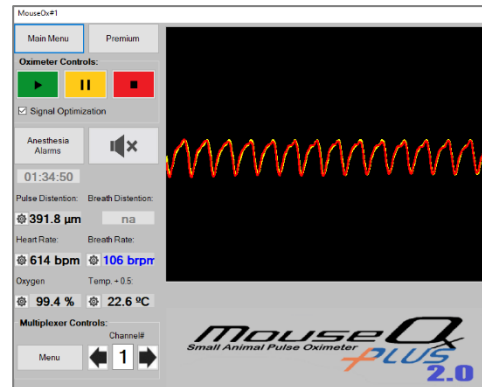 MouseOx#1
Main Menu Premium
Oximeter Controls:
Signal Optimization
Anesthesia Alarms
01:34:50
Pulse Distention: Breath Distention:
391.8 µm na
Heart Rate: Breath Rate:
614 bpm 106 brpm
Oxygen Temp. + 0.5:
99.4 % 22.6 ºC
Multiplexer Controls:
Channel#
Menu 1
MouseOx
Small Animal Pulse Oximeter
PLUS
2.0